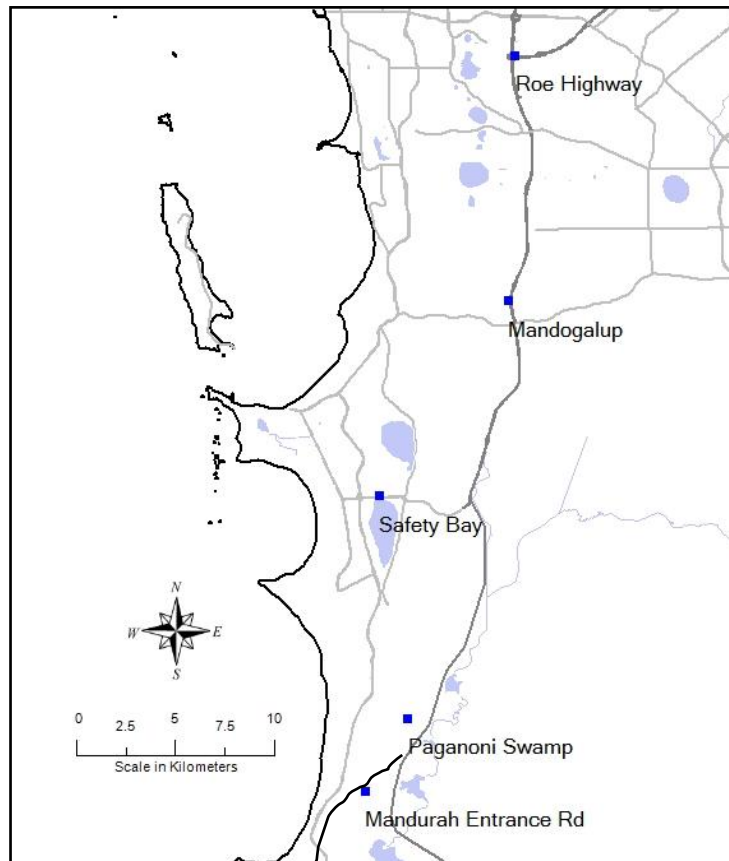 Roe Highway
Mandogalup
Safety Bay
N
W E
S
0 2.5 5 7.5 10
Scale in Kilometers
Paganoni Swamp
Mandurah Entrance Rd